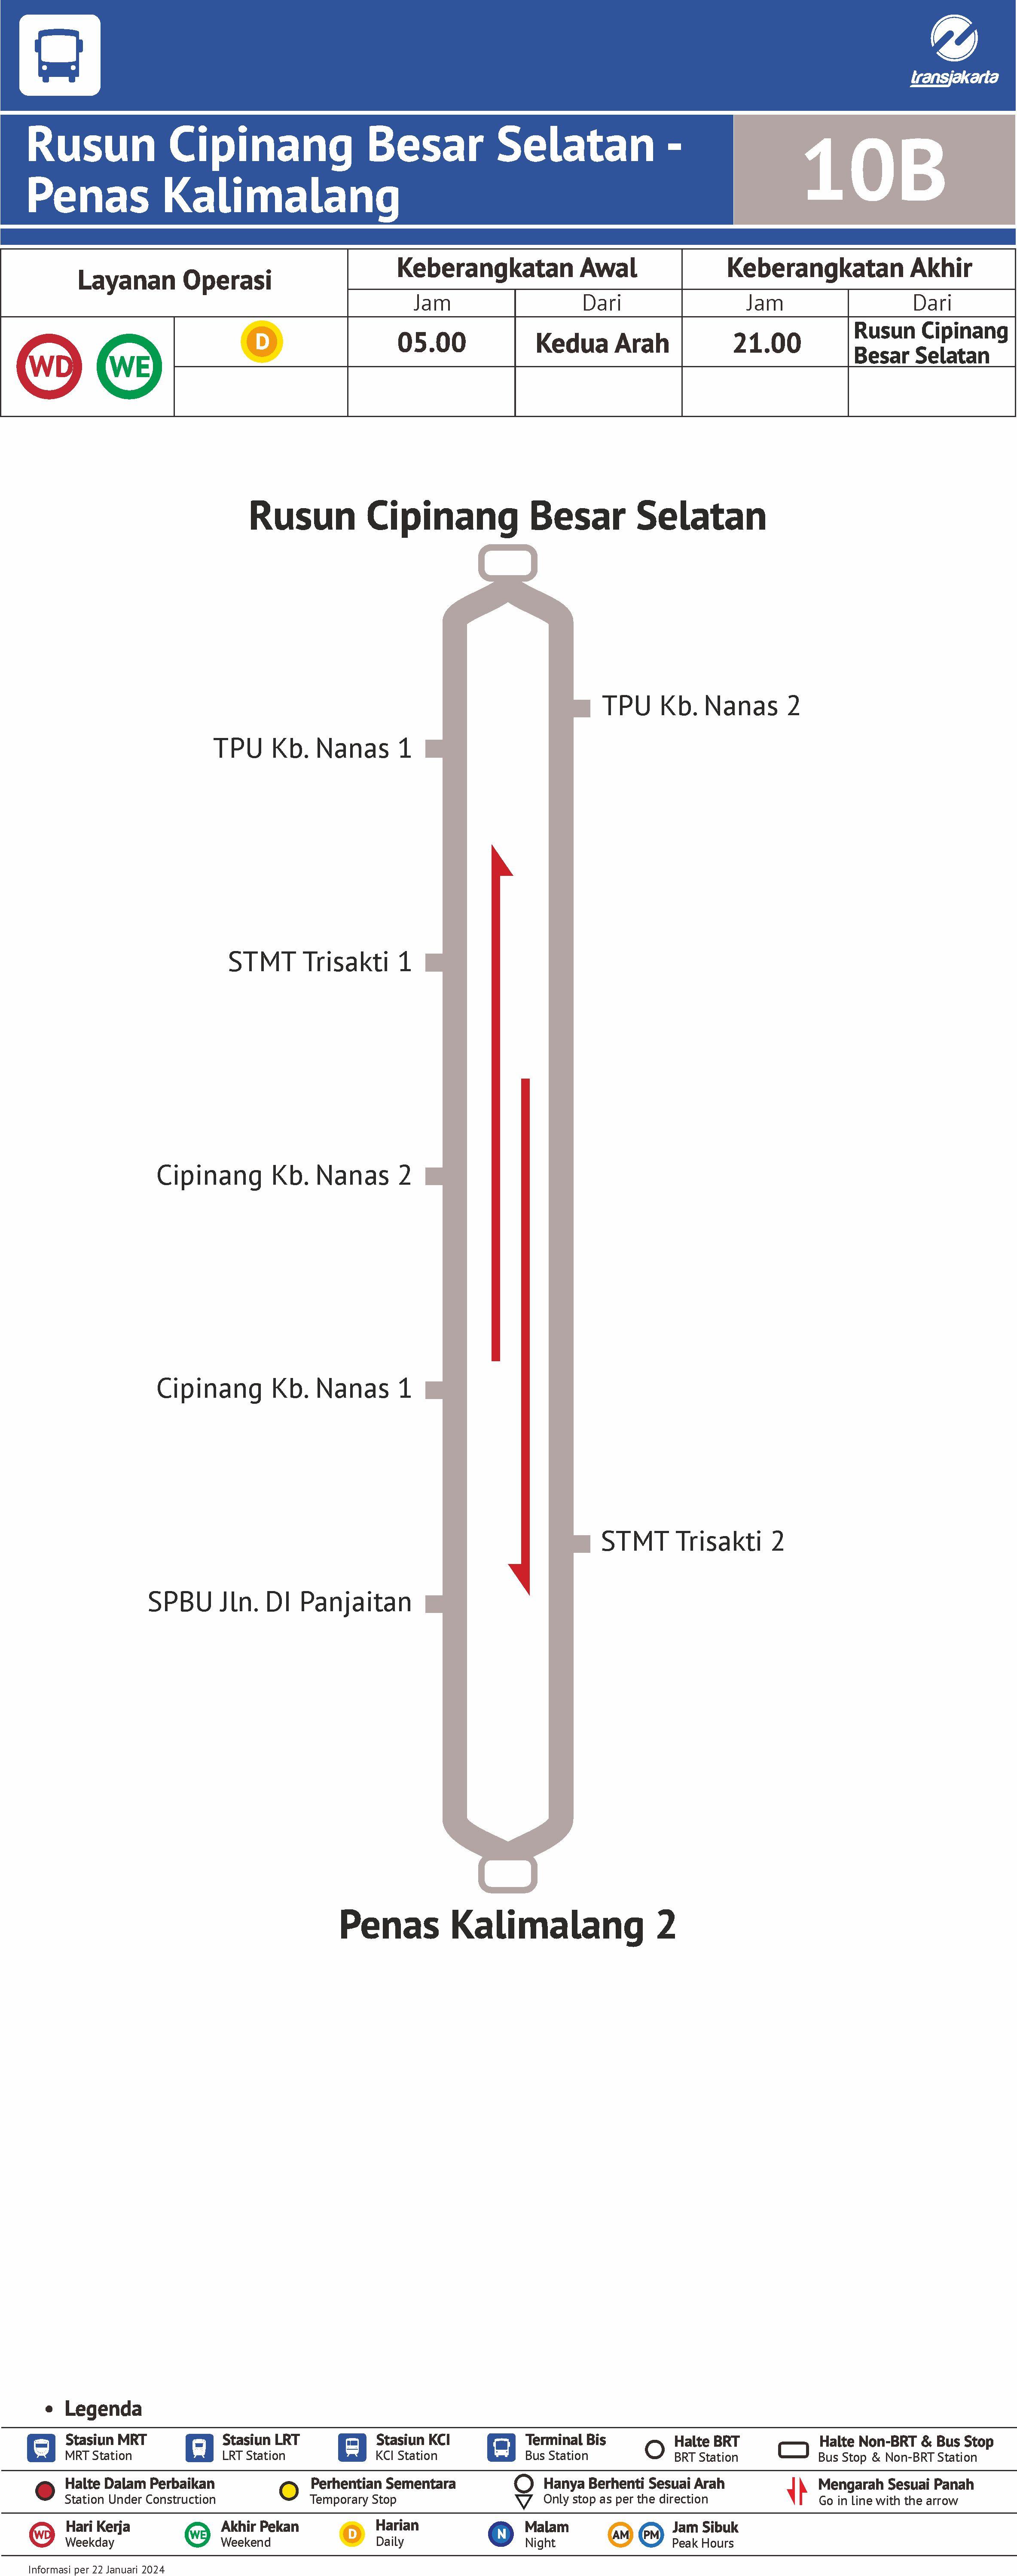 transjakarta
Rusun Cipinang Besar Selatan -
Penas Kalimalang
10B
Layanan Operasi
Keberangkatan Awal
Keberangkatan Akhir
Jam
Dari
Jam
Dari
WD
WE
D
05.00
Kedua Arah
21.00
Rusun Cipinang
Besar Selatan
Rusun Cipinang Besar Selatan
TPU Kb. Nanas 2
TPU Kb. Nanas 1
STMT Trisakti 1
Cipinang Kb. Nanas 2
Cipinang Kb. Nanas 1
STMT Trisakti 2
SPBU Jln. DI Panjaitan
Penas Kalimalang 2
• Legenda
Stasiun MRT
MRT Station
Stasiun LRT
LRT Station
Stasiun KCI
KCI Station
Terminal Bis
Bus Station
Halte BRT
BRT Station
Halte Non-BRT & Bus Stop
Bus Stop & Non-BRT Station
Halte Dalam Perbaikan
Station Under Construction
Perhentian Sementara
Temporary Stop
Hanya Berhenti Sesuai Arah
Only stop as per the direction
Mengarah Sesuai Panah
Go in line with the arrow
WD
Hari Kerja
Weekday
WE
Akhir Pekan
Weekend
D
Harian
Daily
N
Malam
Night
AM
PM
Jam Sibuk
Peak Hours
Informasi per 22 Januari 2024